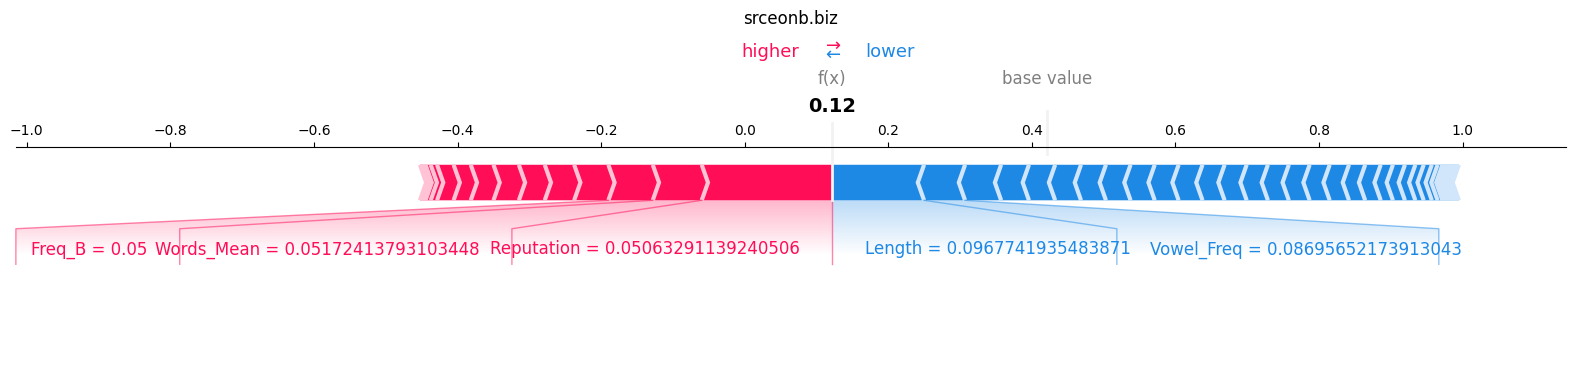 srceonb.biz
higher ⇄ lower
f(x) base value
0.12
−1.0 −0.8 −0.6 −0.4 −0.2 0.0 0.2 0.4 0.6 0.8 1.0
Freq_B = 0.05 Words_Mean = 0.05172413793103448 Reputation = 0.05063291139240506 Length = 0.0967741935483871 Vowel_Freq = 0.08695652173913043